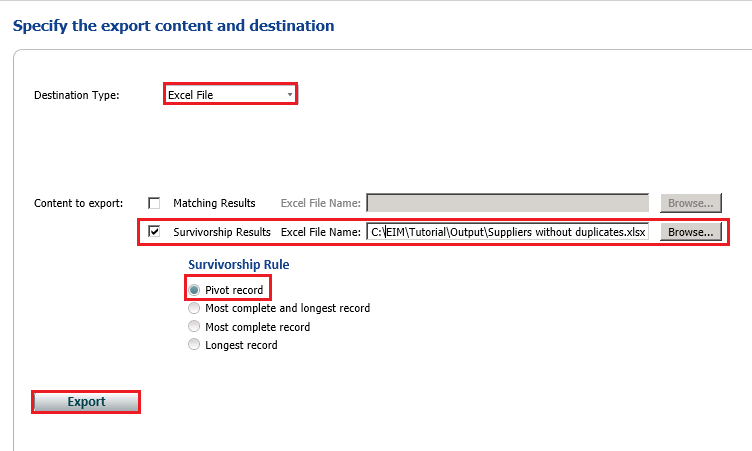 Specify the export content and destination
Destination Type: Excel File
Content to export: Matching Results Excel File Name: Browse...
Survivorship Results Excel File Name: C:\EIM\Tutorial\Output\Suppliers without duplicates.xlsx Browse...
Survivorship Rule
Pivot record
Most complete and longest record
Most complete record
Longest record
Export